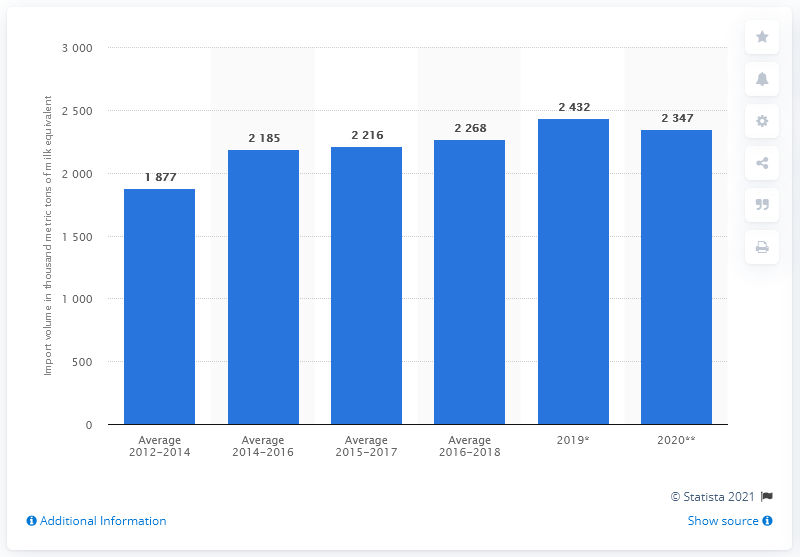 Import volume in thousand metric tons of milk equivalent
3 000
2 500
2 000
1 500
1 000
500
0
1 877
2 185
2 216
2 268
2 432
2 347
Average
2012-2014
Average
2014-2016
Average
2015-2017
Average
2016-2018
2019*
2020**
© Statista 2021
Additional Information
Show source